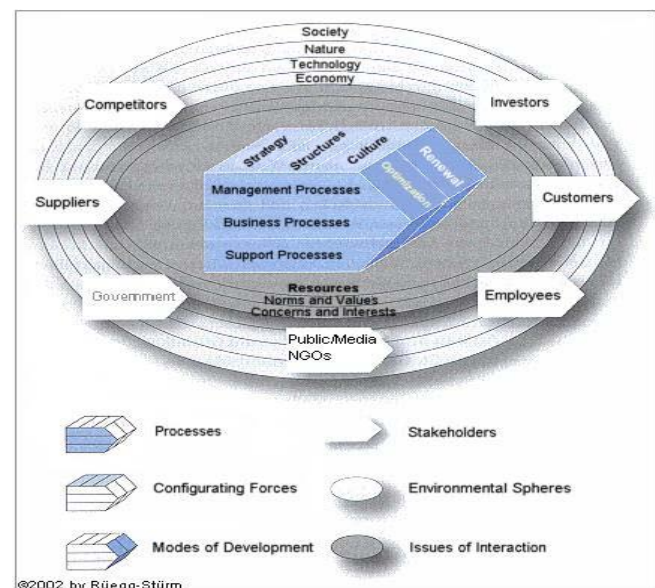 Society
Nature
Technology
Economy
Competitors
Investors
Strategy
Structures
Culture
Renewal
Optimization
Management Processes
Suppliers
Customers
Business Processes
Support Processes
Government
Resources
Norms and Values
Concerns and Interests
Employees
Public/Media
NGOs
Processes
Stakeholders
Configurating Forces
Environmental Spheres
Modes of Development
Issues of Interaction
©2002 by Rüegg-Stürm